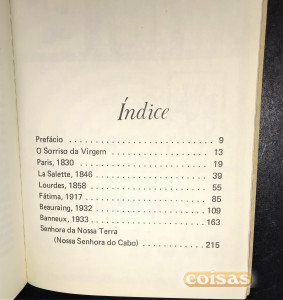 Índice
Prefácio . . . . . . . . . . . . . . . . . . . . . . . . 9
O Sorriso da Virgem . . . . . . . . . . . . . . . . 13
Paris, 1830 . . . . . . . . . . . . . . . . . . . . . . 19
La Salette, 1846 . . . . . . . . . . . . . . . . . . . 39
Lourdes, 1858 . . . . . . . . . . . . . . . . . . . . 55
Fátima, 1917 . . . . . . . . . . . . . . . . . . . . . 85
Beauraing, 1932 . . . . . . . . . . . . . . . . . . . 109
Banneux, 1933 . . . . . . . . . . . . . . . . . . . . 163
Senhora da Nossa Terra
(Nossa Senhora do Cabo) . . . . . . . . . . . 215
coisas